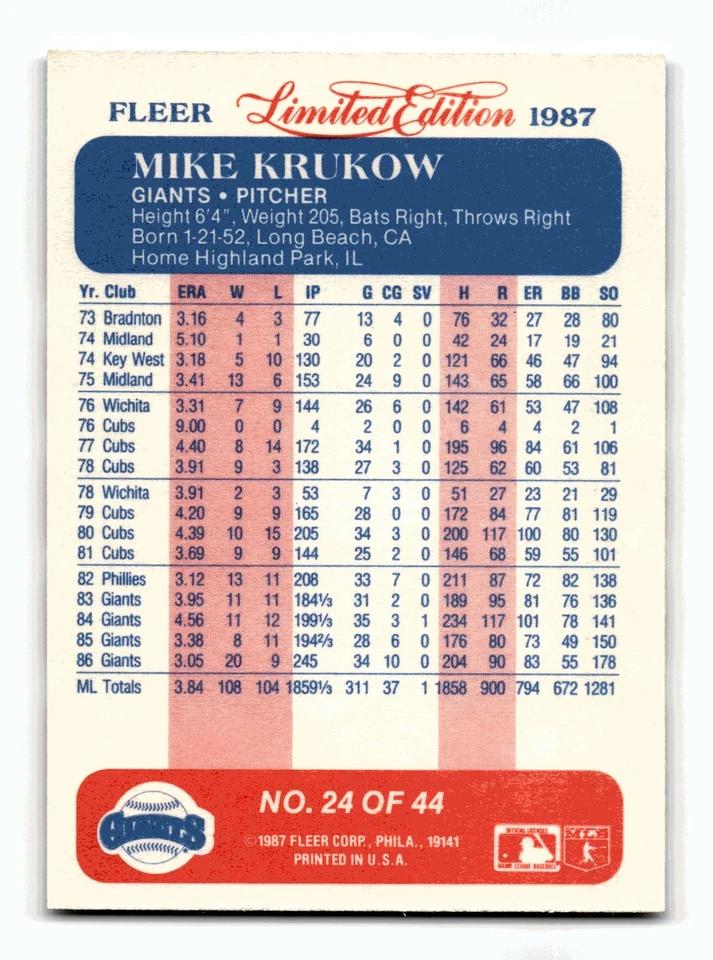 FLEER Limited Edition 1987
MIKE KRUKOW
GIANTS • PITCHER
Height 6'4", Weight 205, Bats Right, Throws Right
Born 1-21-52, Long Beach, CA
Home Highland Park, IL
Yr. Club ERA W L IP G CG SV H R ER BB SO
73 Bradnton 3.16 4 3 77 13 4 0 76 32 27 28 80
74 Midland 5.10 1 1 30 6 0 0 42 24 17 19 21
74 Key West 3.18 5 10 130 20 2 0 121 66 46 47 94
75 Midland 3.41 13 6 153 24 9 0 143 65 58 66 100
76 Wichita 3.31 7 9 144 26 6 0 142 61 53 47 108
76 Cubs 9.00 0 0 4 2 0 0 6 4 4 2 1
77 Cubs 4.40 8 14 172 34 1 0 195 96 84 61 106
78 Cubs 3.91 9 3 138 27 3 0 125 62 60 53 81
78 Wichita 3.91 2 3 53 7 3 0 51 27 23 21 29
79 Cubs 4.20 9 9 165 28 0 0 172 84 77 81 119
80 Cubs 4.39 10 15 205 34 3 0 200 117 100 80 130
81 Cubs 3.69 9 9 144 25 2 0 146 68 59 55 101
82 Phillies 3.12 13 11 208 33 7 0 211 87 72 82 138
83 Giants 3.95 11 11 184⅓ 31 2 0 189 95 81 76 136
84 Giants 4.56 11 12 199⅓ 35 3 1 234 117 101 78 141
85 Giants 3.38 8 11 194⅔ 28 6 0 176 80 73 49 150
86 Giants 3.05 20 9 245 34 10 0 204 90 83 55 178
ML Totals 3.84 108 104 1859⅓ 311 37 1 1858 900 794 672 1281
GIANTS
NO. 24 OF 44
©1987 FLEER CORP., PHILA., 19141
PRINTED IN U.S.A.
OFFICIAL LICENSEE
MAJOR LEAGUE BASEBALL